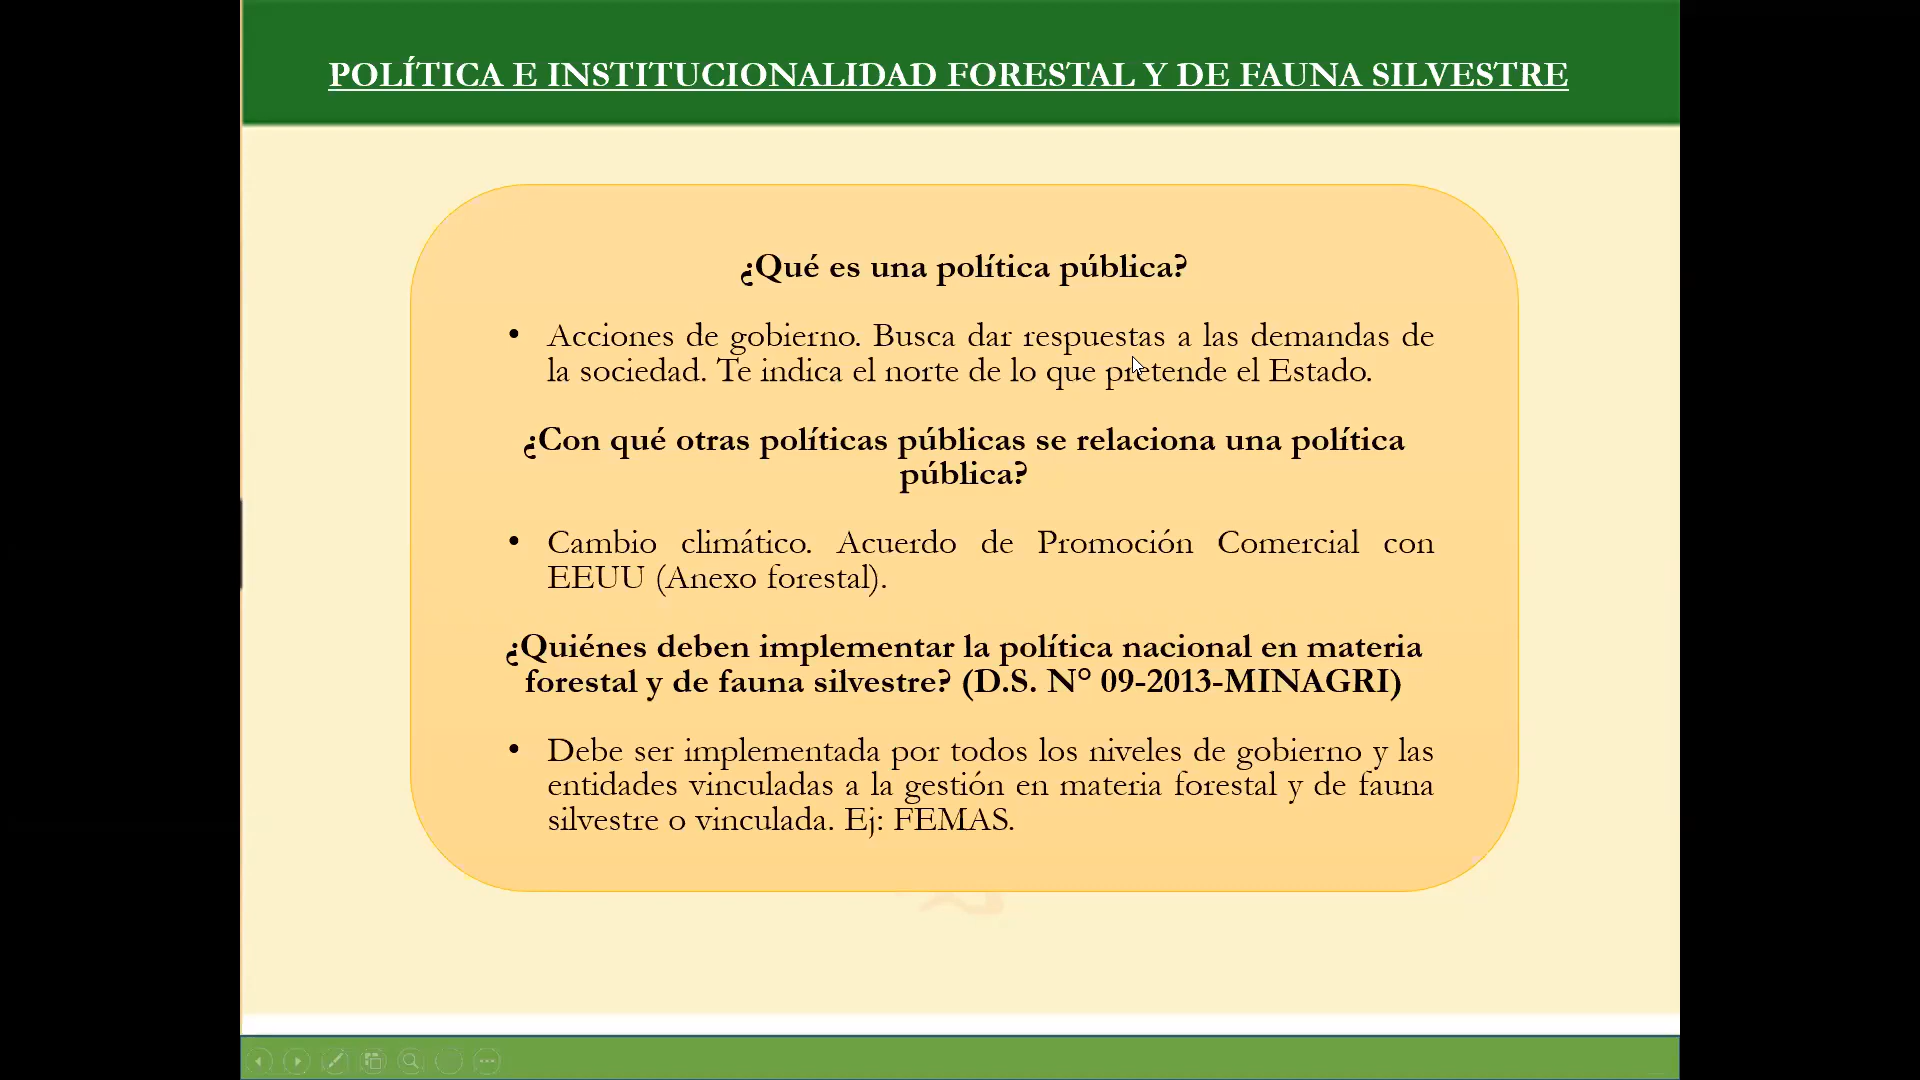 POLÍTICA E INSTITUCIONALIDAD FORESTAL Y DE FAUNA SILVESTRE
¿Qué es una política pública?
• Acciones de gobierno. Busca dar respuestas a las demandas de
la sociedad. Te indica el norte de lo que pretende el Estado.
¿Con qué otras políticas públicas se relaciona una política
pública?
• Cambio climático. Acuerdo de Promoción Comercial con
EEUU (Anexo forestal).
¿Quiénes deben implementar la política nacional en materia
forestal y de fauna silvestre? (D.S. N° 09-2013-MINAGRI)
• Debe ser implementada por todos los niveles de gobierno y las
entidades vinculadas a la gestión en materia forestal y de fauna
silvestre o vinculada. Ej: FEMAS.